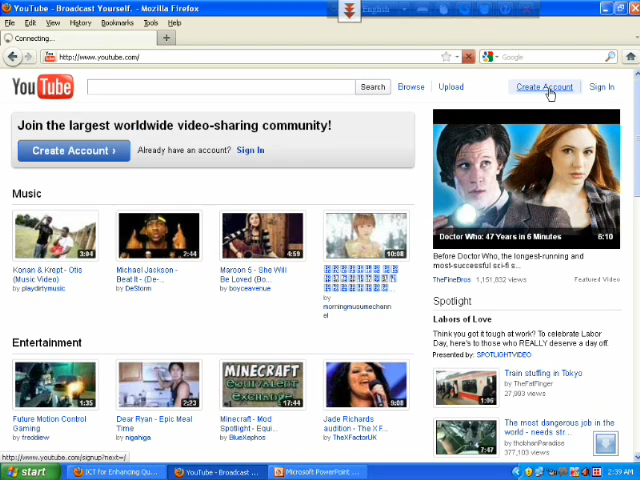 YouTube - Broadcast Yourself. - Mozilla Firefox
English
File Edit View History Bookmarks Tools Help
Connecting...
http://www.youtube.com/
Google
YouTube
Search
Browse
Upload
Create Account
Sign In
Join the largest worldwide video-sharing community!
Create Account ›
Already have an account? Sign In
Music
3:04
Konan & Krept - Otis
(Music Video)
by playdirtymusic
2:44
Michael Jackson -
Beat It - (De-...
by DeStorm
4:59
Maroon 5 - She Will
Be Loved (Bo...
by boyceavenue
10:08
by
morningmusumechann
el
Entertainment
1:35
Future Motion Control
Gaming
by freddiew
2:23
Dear Ryan - Epic Meal
Time
by nigahiga
MINECRAFT
EQUIVALENT
EXCHANGE
17:44
Minecraft - Mod
Spotlight - Equi...
by BlueXephos
9:08
Jade Richards
audition - The X F...
by TheXFactorUK
Doctor Who: 47 Years in 6 Minutes
6:10
Before Doctor Who, the longest-running and
most-successful sci-fi s...
TheFineBros 1,151,832 views
Featured Video
Spotlight
Labors of Love
Think you got it tough at work? To celebrate Labor
Day, here's to those who REALLY deserve a day off.
Presented by: SPOTLIGHTVIDEO
1:06
Train stuffing in Tokyo
by TheFatFinger
27,993 views
7:47
The most dangerous job in the
world - needs str...
377,103 views
http://www.youtube.com/signup?next=/
start
ICT for Enhancing Qu...
YouTube - Broadcast ...
Microsoft PowerPoint ...
2:39 AM